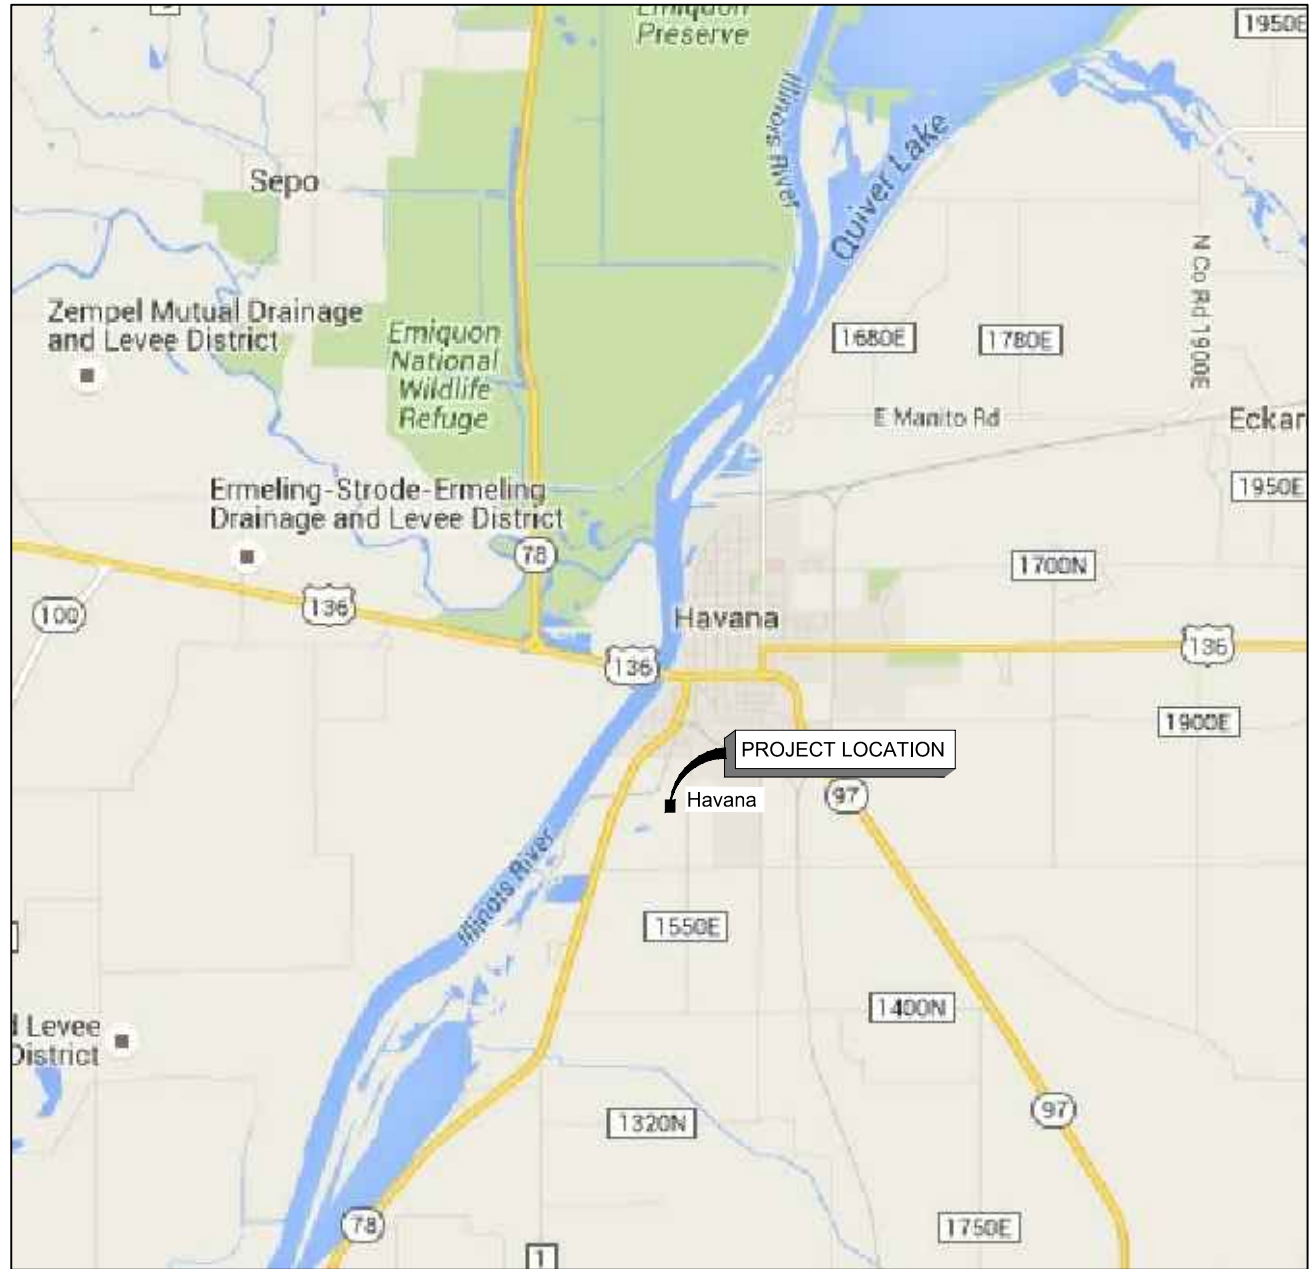 Emiquon
Preserve
1950E
Illinois River
Quiver Lake
Sepo
N Co Rd 1900E
Zempel Mutual Drainage
and Levee District
Emiquon
National
Wildlife
Refuge
1680E
1780E
E Manito Rd
Eckar
1950E
Ermeling-Strode-Ermeling
Drainage and Levee District
78
1700N
100
136
Havana
136
136
1900E
PROJECT LOCATION
Havana
97
Illinois River
1550E
1400N
d Levee
District
97
1320N
78
1750E
1